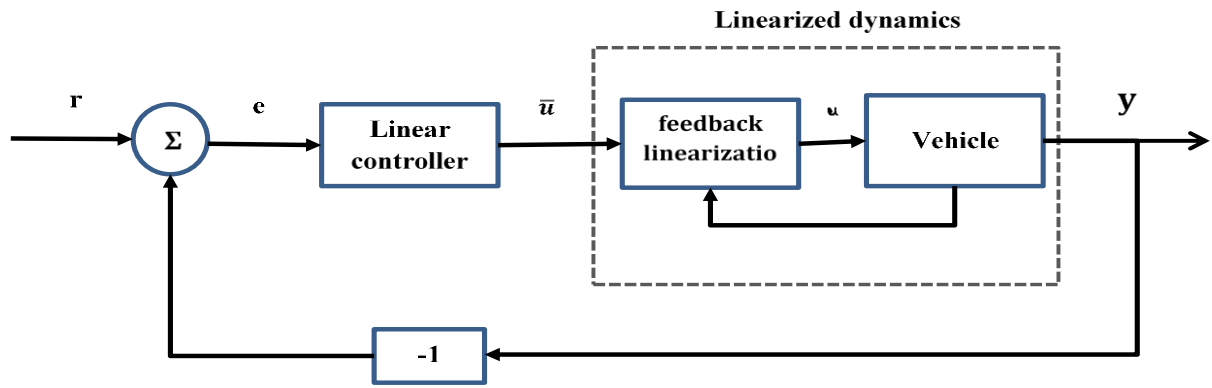 Linearized dynamics
r
Σ
e
Linear
controller
u̅
feedback
linearizatio
u
Vehicle
y
-1